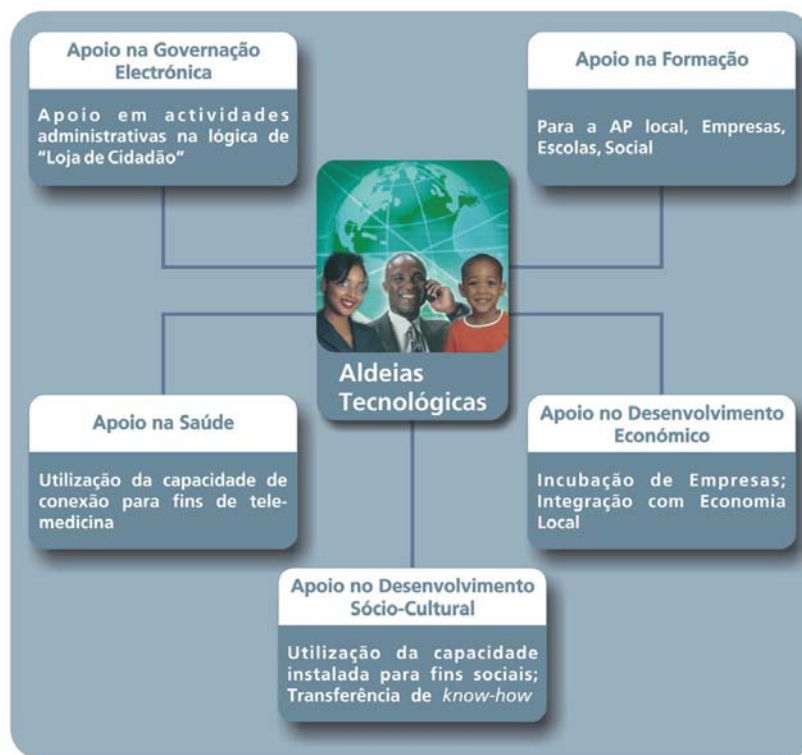 Apoio na Governação
Electrónica
Apoio em actividades
administrativas na lógica de
“Loja de Cidadão”
Apoio na Formação
Para a AP local, Empresas,
Escolas, Social
Aldeias
Tecnológicas
Apoio na Saúde
Utilização da capacidade de
conexão para fins de tele-
medicina
Apoio no Desenvolvimento
Económico
Incubação de Empresas;
Integração com Economia
Local
Apoio no Desenvolvimento
Sócio-Cultural
Utilização da capacidade
instalada para fins sociais;
Transferência de know-how